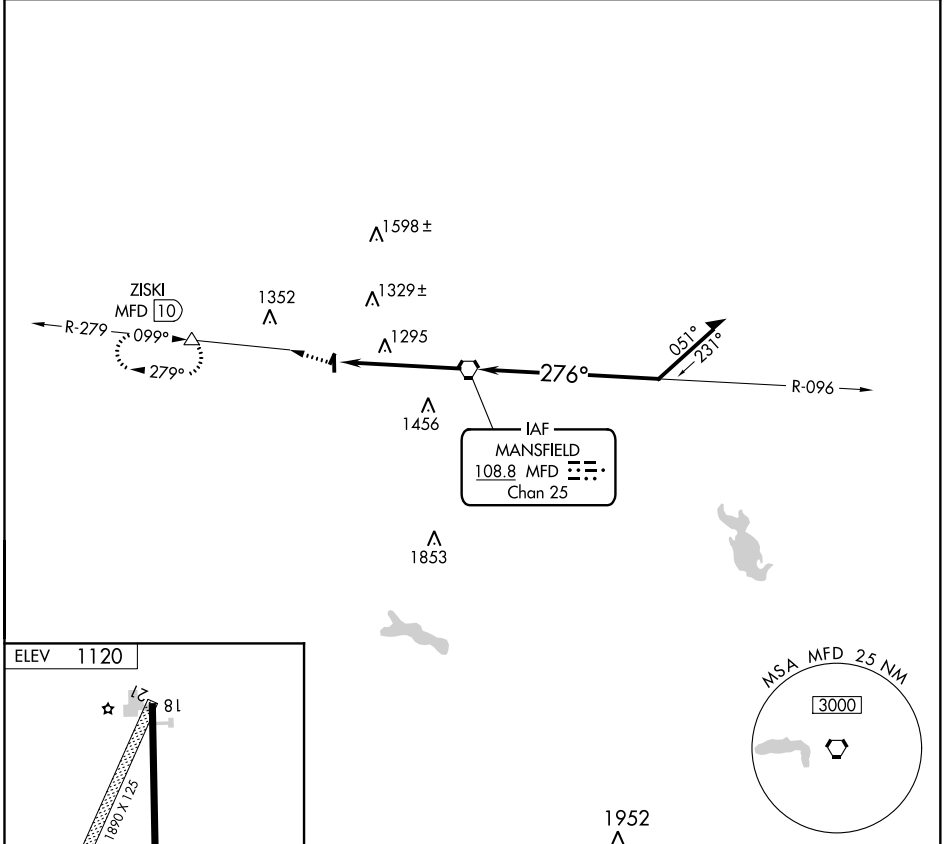 1598 ±
ZISKI
MFD 10
1352
1329 ±
R-279
099°
1295
051°
231°
279°
276°
R-096
1456
IAF
MANSFIELD
108.8 MFD
Chan 25
1853
ELEV 1120
MSA MFD 25 NM
21
18
3000
1890 X 125
1952